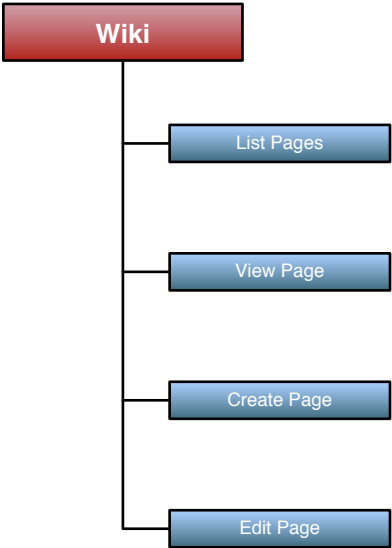 Wiki
List Pages
View Page
Create Page
Edit Page